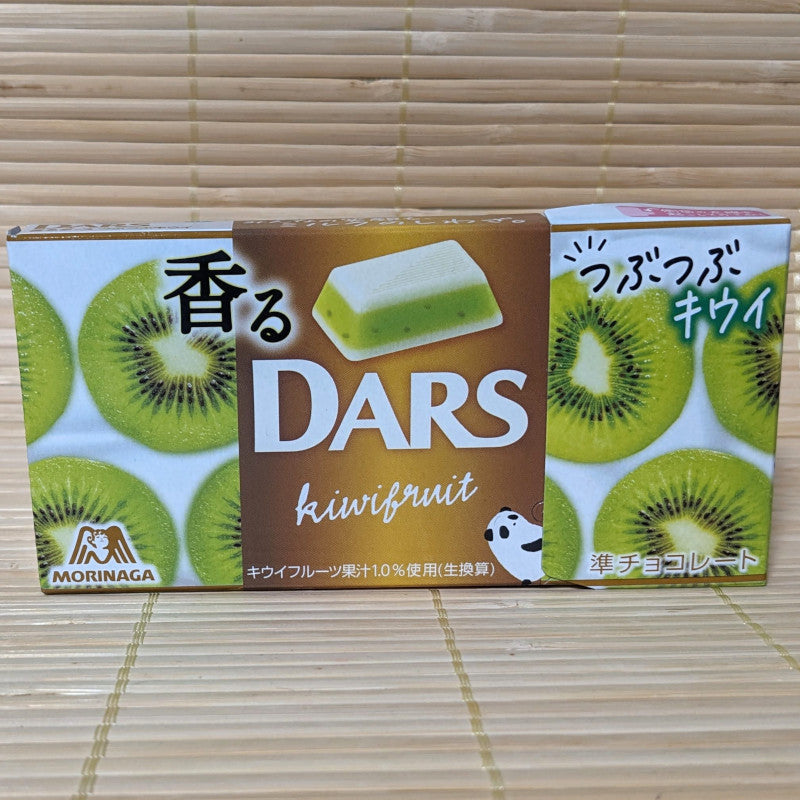 DARS
香る
DARS
kiwifruit
つぶつぶ
キウイ
MORINAGA
キウイフルーツ果汁1.0%使用(生換算)
準チョコレート